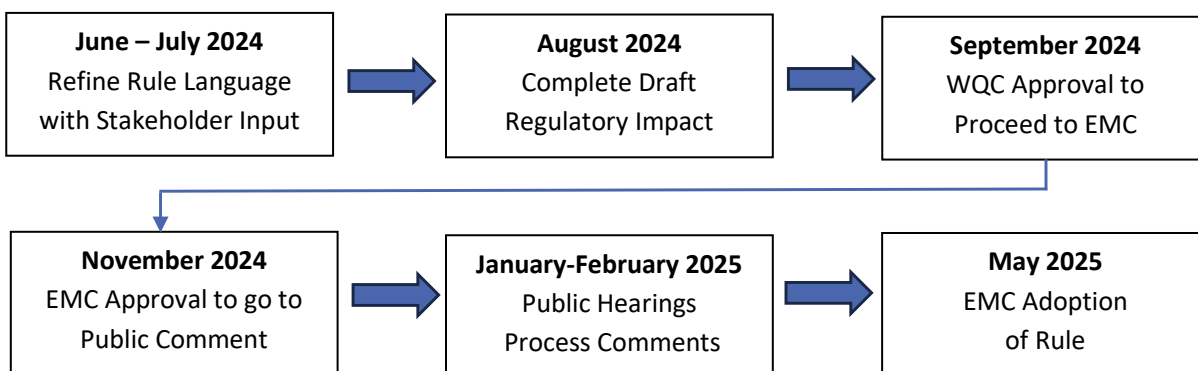 June – July 2024
Refine Rule Language
with Stakeholder Input
August 2024
Complete Draft
Regulatory Impact
September 2024
WQC Approval to
Proceed to EMC
November 2024
EMC Approval to go to
Public Comment
January-February 2025
Public Hearings
Process Comments
May 2025
EMC Adoption
of Rule